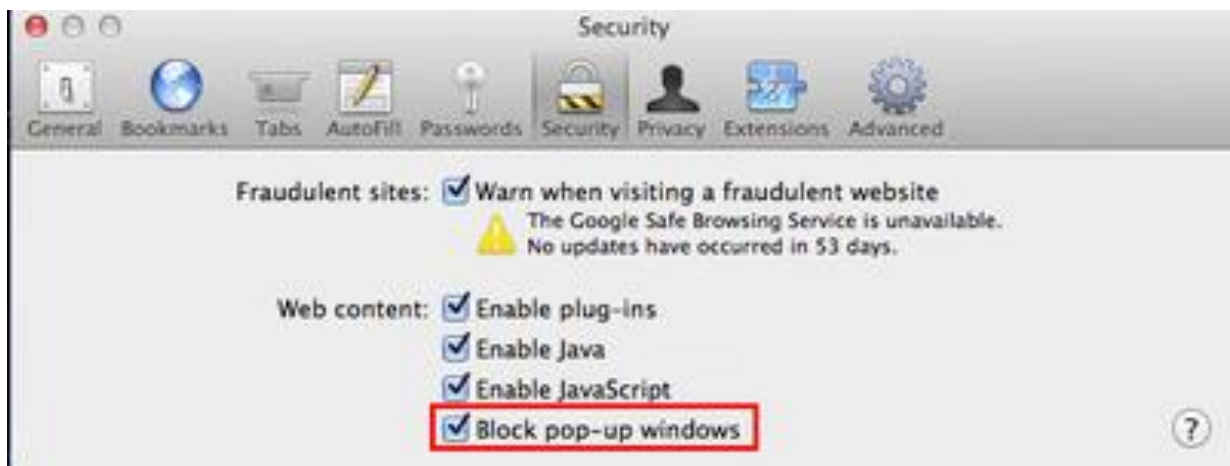 Security
General Bookmarks Tabs AutoFill Passwords Security Privacy Extensions Advanced
Fraudulent sites: Warn when visiting a fraudulent website
The Google Safe Browsing Service is unavailable.
No updates have occurred in 53 days.
Web content: Enable plug-ins
Enable Java
Enable JavaScript
Block pop-up windows
?